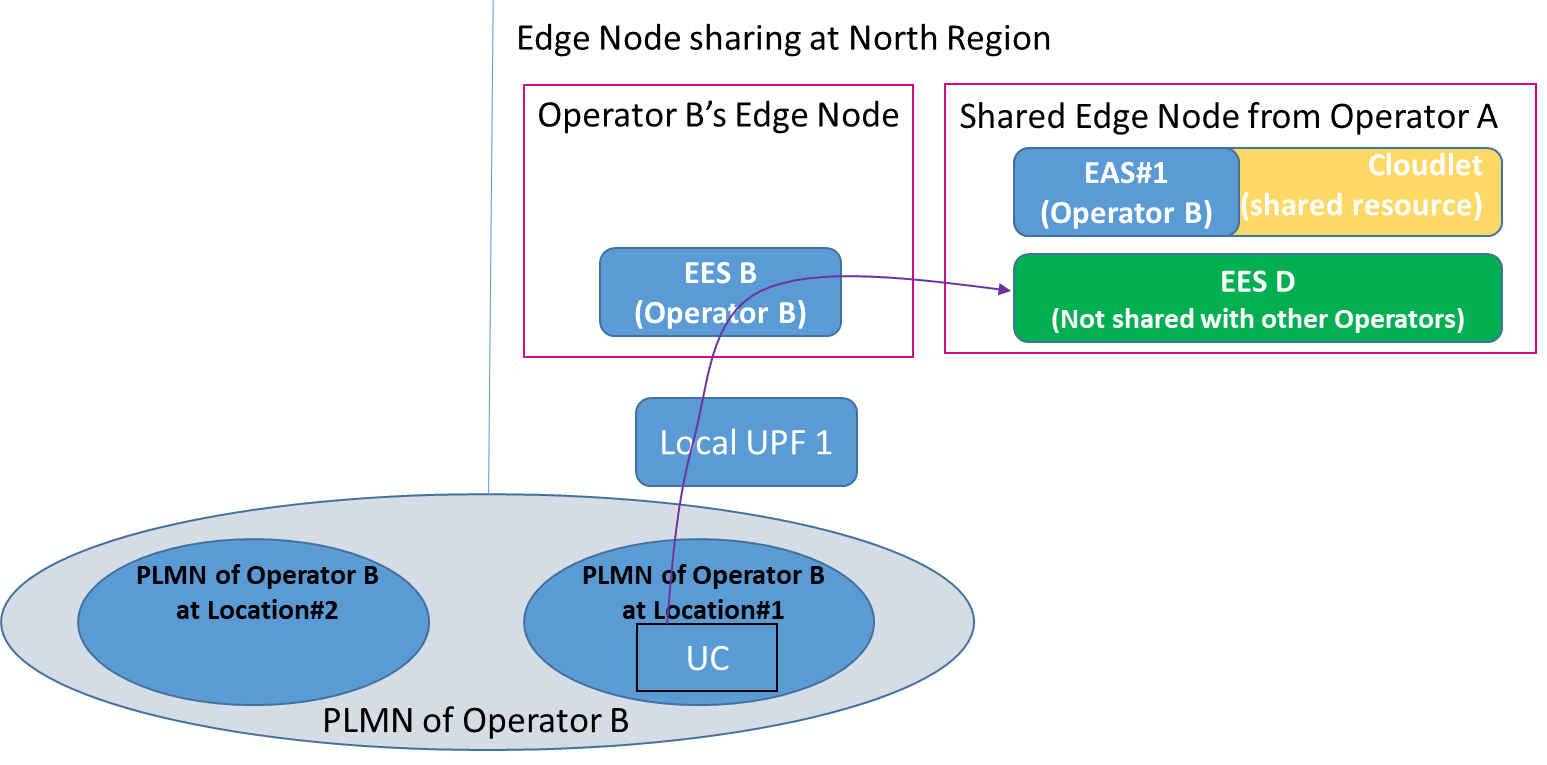 Edge Node sharing at North Region
Operator B’s Edge Node
Shared Edge Node from Operator A
EAS#1
(Operator B)
Cloudlet
(shared resource)
EES B
(Operator B)
EES D
(Not shared with other Operators)
Local UPF 1
PLMN of Operator B
at Location#2
PLMN of Operator B
at Location#1
UC
PLMN of Operator B